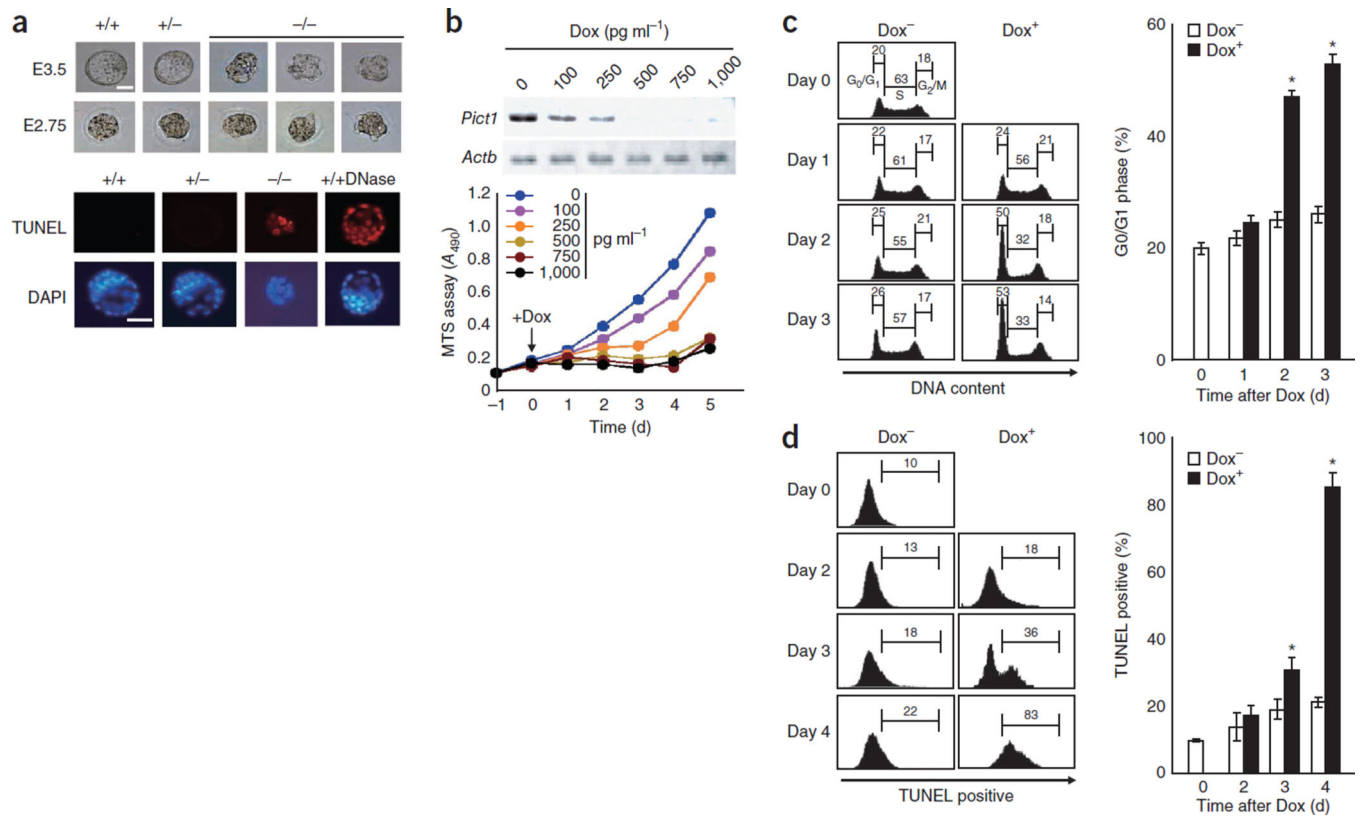 a
+/+ +/− −/−
E3.5
E2.75
+/+ +/− −/− +/+DNase
TUNEL
DAPI
b
Dox (pg ml−1)
0 100 250 500 750 1,000
Pict1
Actb
MTS assay (A490)
1.2
1.0
0.8
0.6
0.4
0.2
0
0
100
250
500
750
1,000
pg ml−1
+Dox
−1 0 1 2 3 4 5
Time (d)
c
Dox− Dox+
Day 0
20 63 18
G0/G1 S G2/M
Day 1
22 61 17
24 56 21
Day 2
25 55 21
50 32 18
Day 3
26 57 17
53 33 14
DNA content
G0/G1 phase (%)
60
40
20
0
Dox−
Dox+
*
*
0 1 2 3
Time after Dox (d)
d
Dox− Dox+
Day 0
10
Day 2
13 18
Day 3
18 36
Day 4
22 83
TUNEL positive
TUNEL positive (%)
100
80
60
40
20
0
Dox−
Dox+
*
*
0 2 3 4
Time after Dox (d)